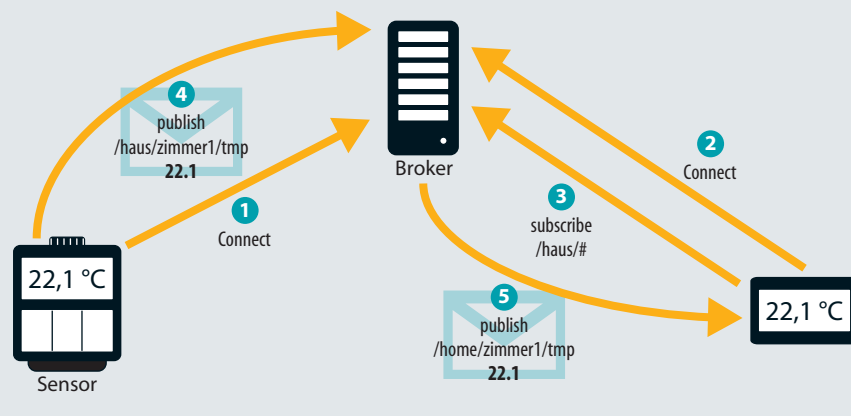 4
publish
/haus/zimmer1/tmp
22.1
Broker
2
Connect
1
Connect
3
subscribe
/haus/#
22,1 °C
Sensor
5
publish
/home/zimmer1/tmp
22.1
22,1 °C